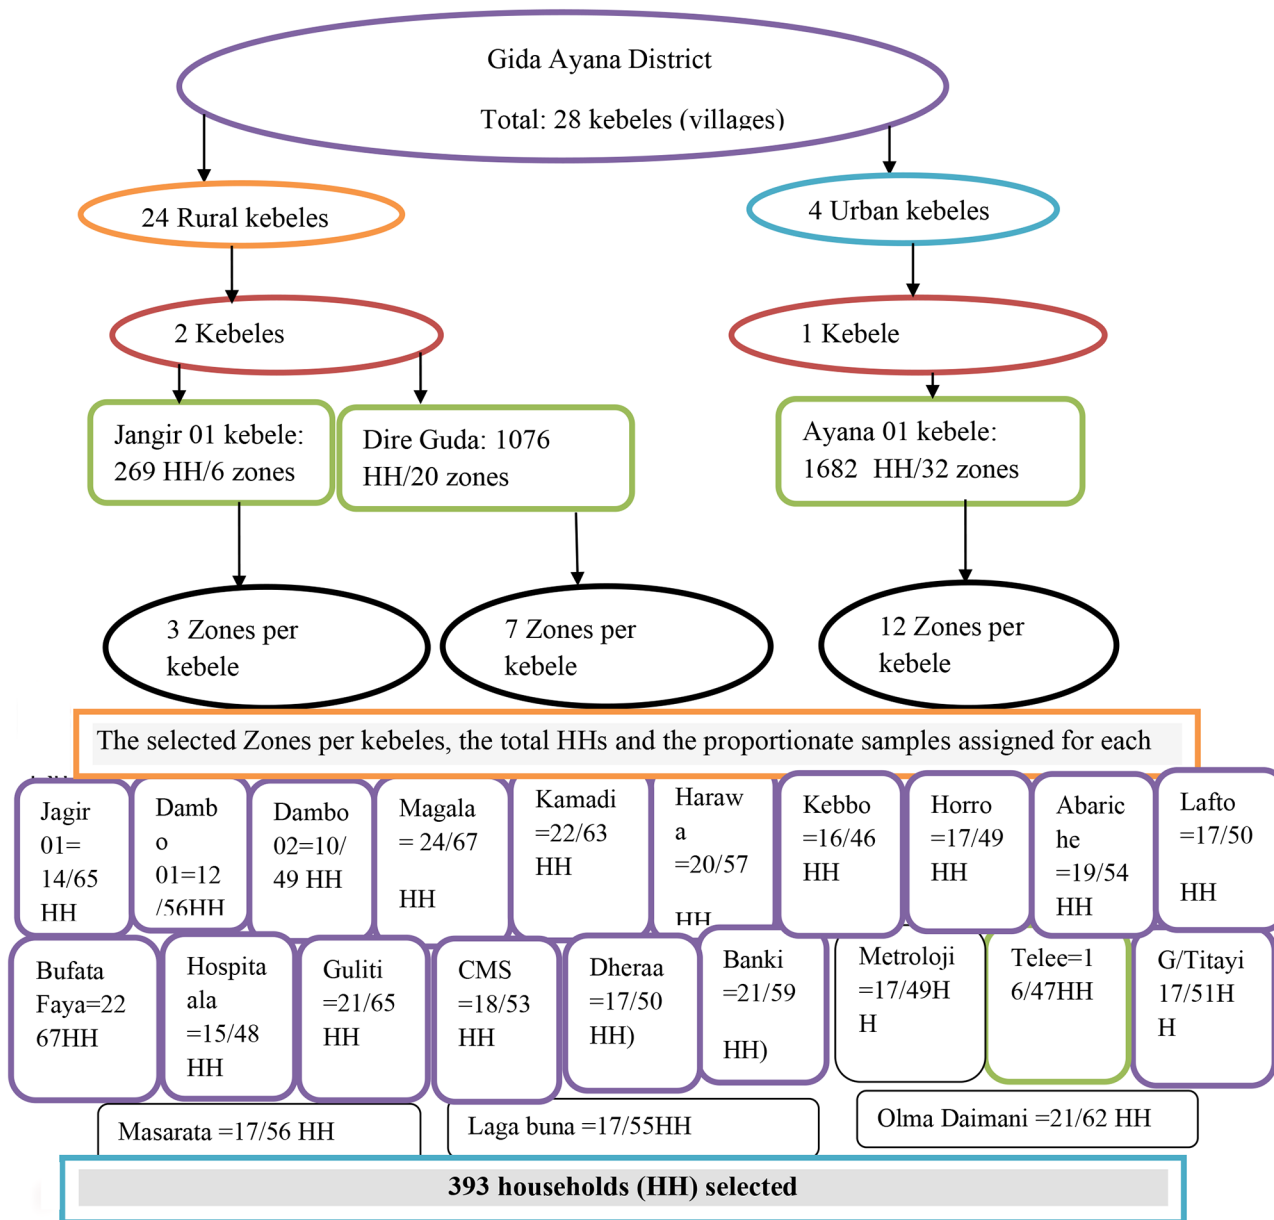 Gida Ayana District
Total: 28 kebeles (villages)
24 Rural kebeles
4 Urban kebeles
2 Kebeles
1 Kebele
Jangir 01 kebele:
269 HH/6 zones
Dire Guda: 1076
HH/20 zones
Ayana 01 kebele:
1682 HH/32 zones
3 Zones per
kebele
7 Zones per
kebele
12 Zones per
kebele
The selected Zones per kebeles, the total HHs and the proportionate samples assigned for each
Jagir
01=
14/65
HH
Damb
o
01=12
/56HH
Dambo
02=10/
49 HH
Magala
= 24/67
HH
Kamadi
=22/63
HH
Haraw
a
=20/57
HH
Kebbo
=16/46
HH
Horro
=17/49
HH
Abaric
he
=19/54
HH
Lafto
=17/50
HH
Bufata
Faya=22
67HH
Hospita
ala
=15/48
HH
Guliti
=21/65
HH
CMS
=18/53
HH
Dheraa
=17/50
HH)
Banki
=21/59
HH)
Metroloji
=17/49H
H
Telee=1
6/47HH
G/Titayi
17/51H
H
Masarata =17/56 HH
Laga buna =17/55HH
Olma Daimani =21/62 HH
393 households (HH) selected